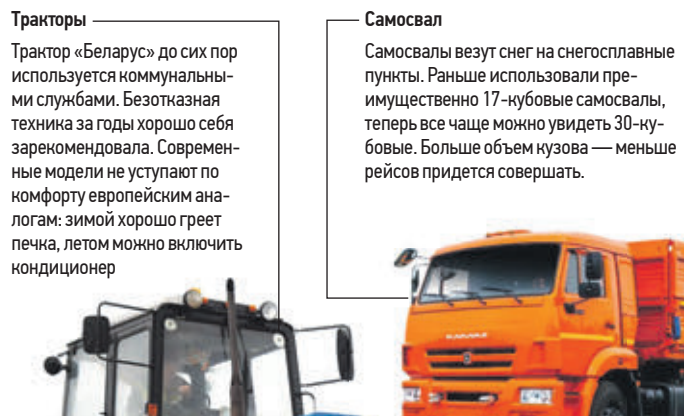 Тракторы
Трактор «Беларус» до сих пор
используется коммунальны-
ми службами. Безотказная
техника за годы хорошо себя
зарекомендовала. Современ-
ные модели не уступают по
комфорту европейским ана-
логам: зимой хорошо греет
печка, летом можно включить
кондиционер
Самосвал
Самосвалы везут снег на снегосплавные
пункты. Раньше использовали пре-
имущественно 17-кубовые самосвалы,
теперь все чаще можно увидеть 30-ку-
бовые. Больше объем кузова — меньше
рейсов придется совершать.
KAMAZ